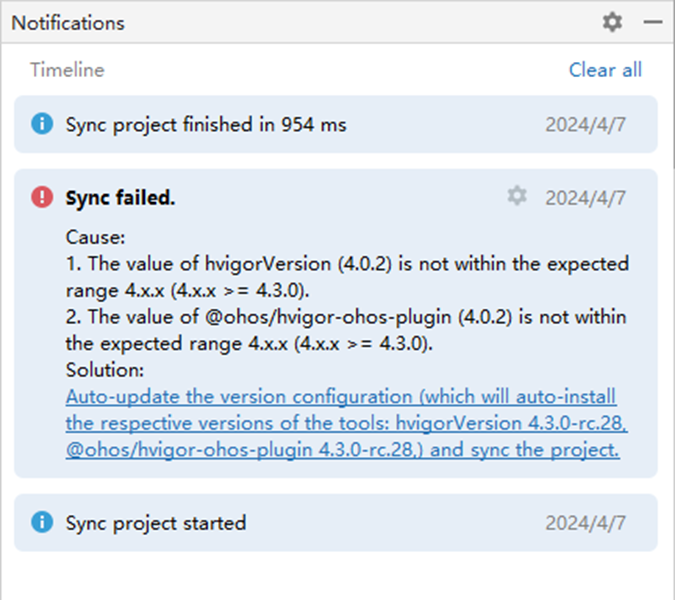 Notifications
Timeline
Clear all
Sync project finished in 954 ms
2024/4/7
Sync failed.
2024/4/7
Cause:
1. The value of hvigorVersion (4.0.2) is not within the expected
range 4.x.x (4.x.x >= 4.3.0).
2. The value of @ohos/hvigor-ohos-plugin (4.0.2) is not within
the expected range 4.x.x (4.x.x >= 4.3.0).
Solution:
Auto-update the version configuration (which will auto-install
the respective versions of the tools: hvigorVersion 4.3.0-rc.28,
@ohos/hvigor-ohos-plugin 4.3.0-rc.28,) and sync the project.
Sync project started
2024/4/7